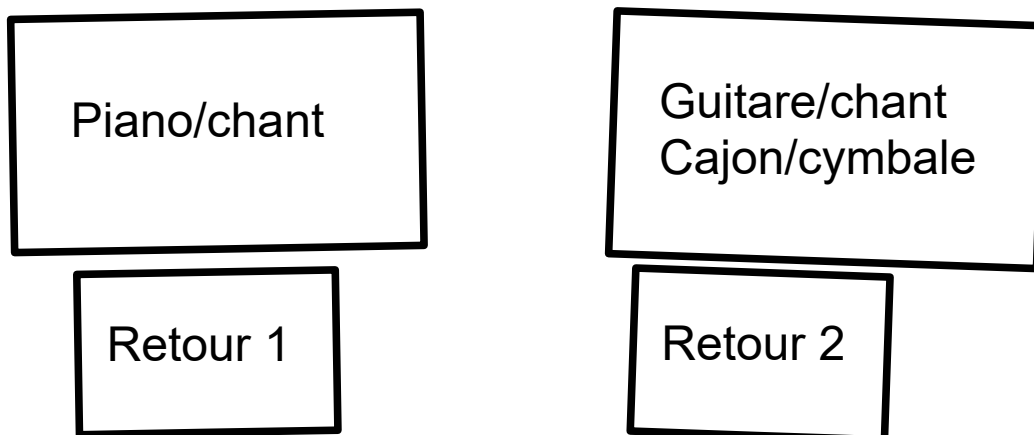 Piano/chant
Guitare/chant
Cajon/cymbale
Retour 1
Retour 2